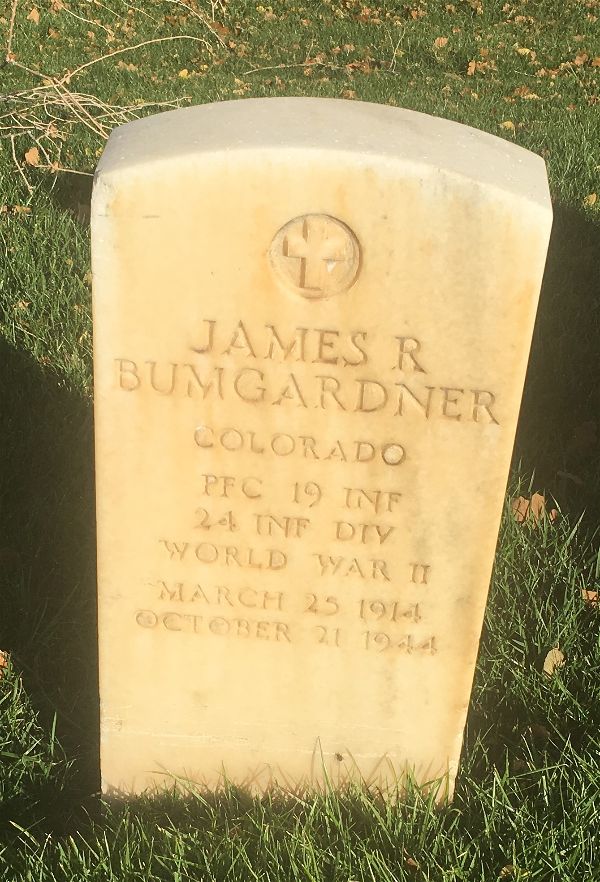 JAMES R
BUMGARDNER
COLORADO
PFC 19 INF
24 INF DIV
WORLD WAR II
MARCH 25 1914
OCTOBER 21 1944